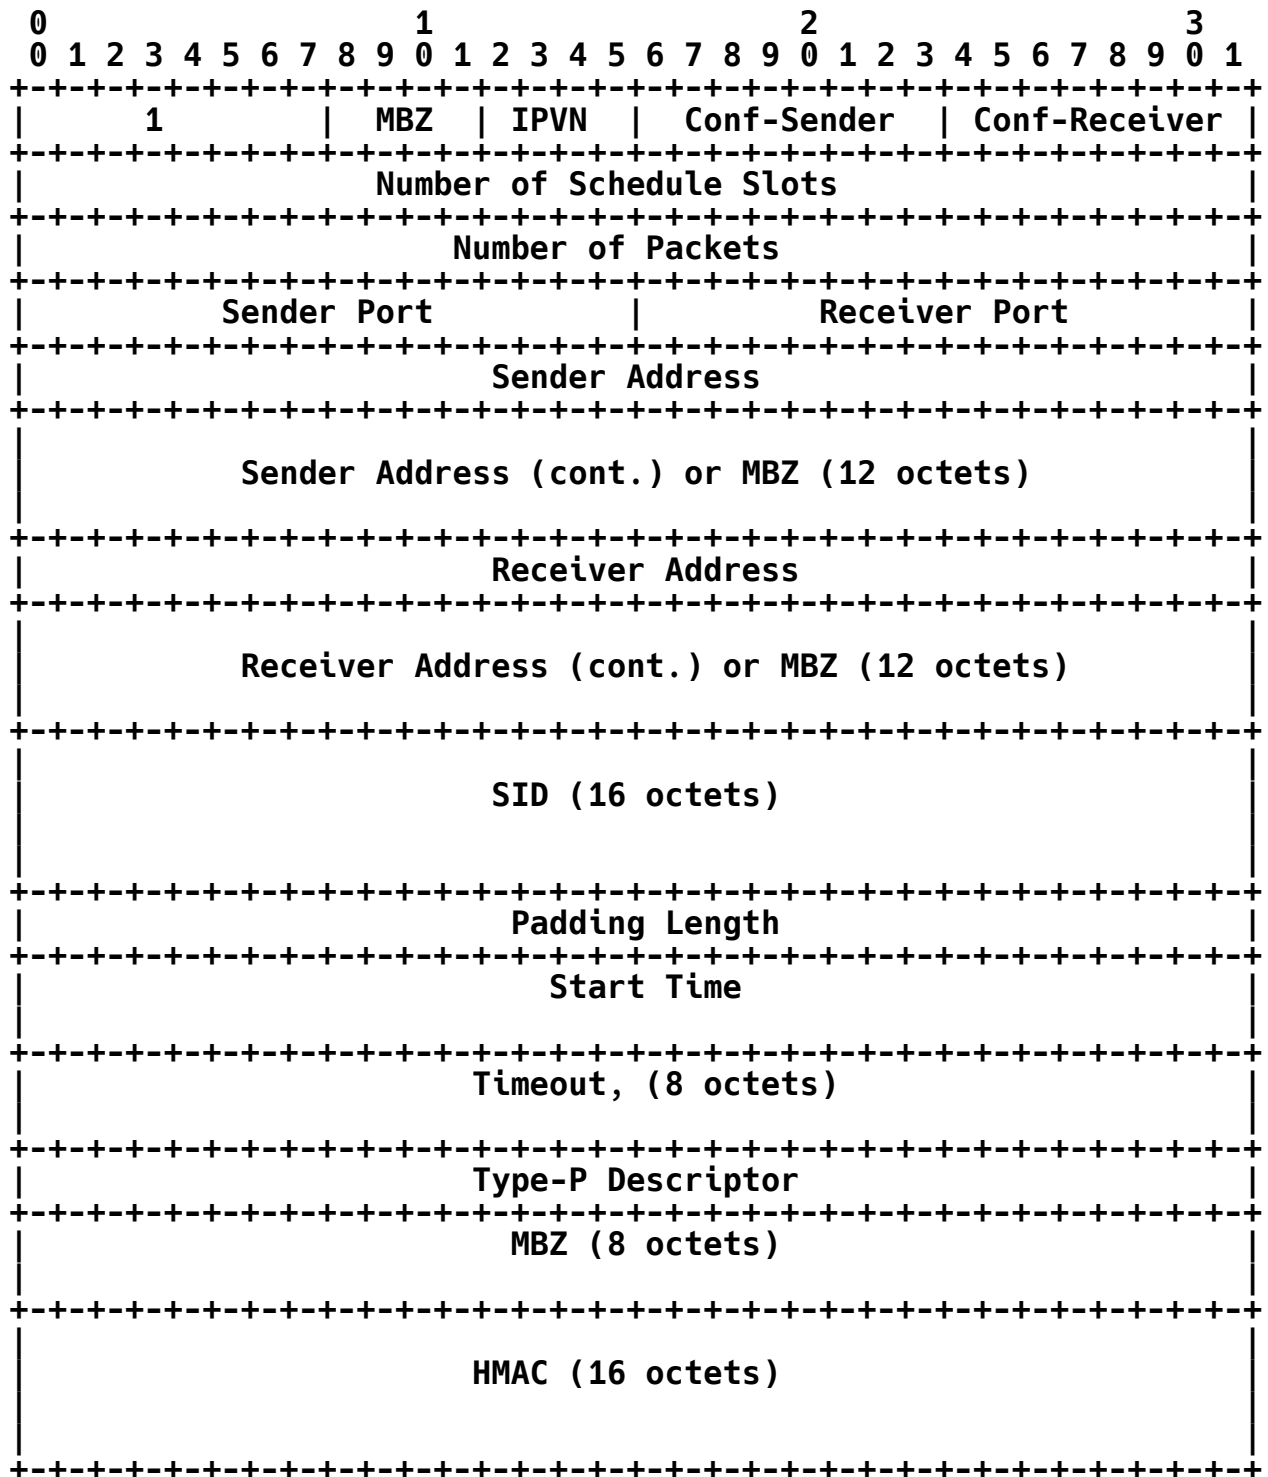 0                   1                   2                   3
0 1 2 3 4 5 6 7 8 9 0 1 2 3 4 5 6 7 8 9 0 1 2 3 4 5 6 7 8 9 0 1
+-+-+-+-+-+-+-+-+-+-+-+-+-+-+-+-+-+-+-+-+-+-+-+-+-+-+-+-+-+-+-+-+
|      1        |  MBZ  | IPVN  |  Conf-Sender  | Conf-Receiver |
+-+-+-+-+-+-+-+-+-+-+-+-+-+-+-+-+-+-+-+-+-+-+-+-+-+-+-+-+-+-+-+-+
|                  Number of Schedule Slots                     |
+-+-+-+-+-+-+-+-+-+-+-+-+-+-+-+-+-+-+-+-+-+-+-+-+-+-+-+-+-+-+-+-+
|                      Number of Packets                        |
+-+-+-+-+-+-+-+-+-+-+-+-+-+-+-+-+-+-+-+-+-+-+-+-+-+-+-+-+-+-+-+-+
|          Sender Port          |         Receiver Port         |
+-+-+-+-+-+-+-+-+-+-+-+-+-+-+-+-+-+-+-+-+-+-+-+-+-+-+-+-+-+-+-+-+
|                        Sender Address                         |
+-+-+-+-+-+-+-+-+-+-+-+-+-+-+-+-+-+-+-+-+-+-+-+-+-+-+-+-+-+-+-+-+
|                                                               |
|           Sender Address (cont.) or MBZ (12 octets)           |
|                                                               |
+-+-+-+-+-+-+-+-+-+-+-+-+-+-+-+-+-+-+-+-+-+-+-+-+-+-+-+-+-+-+-+-+
|                        Receiver Address                       |
+-+-+-+-+-+-+-+-+-+-+-+-+-+-+-+-+-+-+-+-+-+-+-+-+-+-+-+-+-+-+-+-+
|                                                               |
|           Receiver Address (cont.) or MBZ (12 octets)         |
|                                                               |
+-+-+-+-+-+-+-+-+-+-+-+-+-+-+-+-+-+-+-+-+-+-+-+-+-+-+-+-+-+-+-+-+
|                                                               |
|                        SID (16 octets)                        |
|                                                               |
|                                                               |
+-+-+-+-+-+-+-+-+-+-+-+-+-+-+-+-+-+-+-+-+-+-+-+-+-+-+-+-+-+-+-+-+
|                         Padding Length                        |
+-+-+-+-+-+-+-+-+-+-+-+-+-+-+-+-+-+-+-+-+-+-+-+-+-+-+-+-+-+-+-+-+
|                           Start Time                          |
|                                                               |
+-+-+-+-+-+-+-+-+-+-+-+-+-+-+-+-+-+-+-+-+-+-+-+-+-+-+-+-+-+-+-+-+
|                       Timeout, (8 octets)                     |
|                                                               |
+-+-+-+-+-+-+-+-+-+-+-+-+-+-+-+-+-+-+-+-+-+-+-+-+-+-+-+-+-+-+-+-+
|                       Type-P Descriptor                       |
+-+-+-+-+-+-+-+-+-+-+-+-+-+-+-+-+-+-+-+-+-+-+-+-+-+-+-+-+-+-+-+-+
|                         MBZ (8 octets)                        |
|                                                               |
+-+-+-+-+-+-+-+-+-+-+-+-+-+-+-+-+-+-+-+-+-+-+-+-+-+-+-+-+-+-+-+-+
|                                                               |
|                       HMAC (16 octets)                        |
|                                                               |
|                                                               |
+-+-+-+-+-+-+-+-+-+-+-+-+-+-+-+-+-+-+-+-+-+-+-+-+-+-+-+-+-+-+-+-+